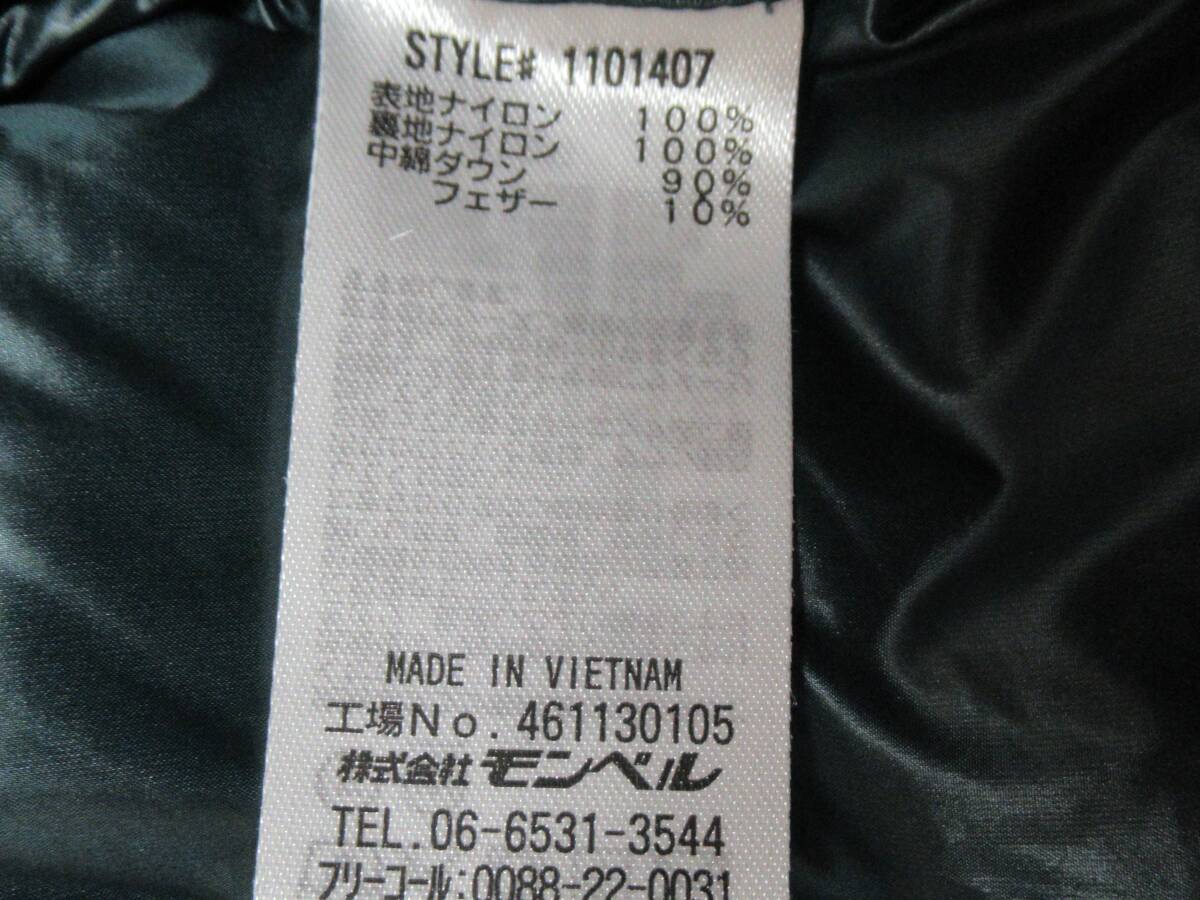 STYLE# 1101407
表地ナイロン 100%
裏地ナイロン 100%
中綿ダウン 90%
フェザー 10%
MADE IN VIETNAM
工場No.461130105
株式会社モンベル
TEL.06-6531-3544
フリーコール:0088-22-0031